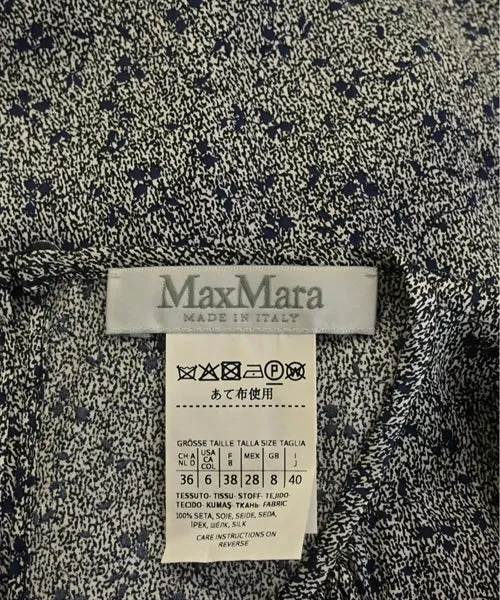 MaxMara
MADE IN ITALY
P W
あて布使用
GRÖSSE TAILLE TALLA SIZE TAGLIA
CH A NL D USA CA COL F B MEX GB I J
36 6 38 28 8 40
TESSUTO- TISSU- STOFF- TEJIDO-
TECIDO- KUMAŞ- ТКАНЬ- FABRIC
100% SETA, SOIE, SEIDE, SEDA,
İPEK, ШЁЛК, SILK
CARE INSTRUCTIONS ON
REVERSE